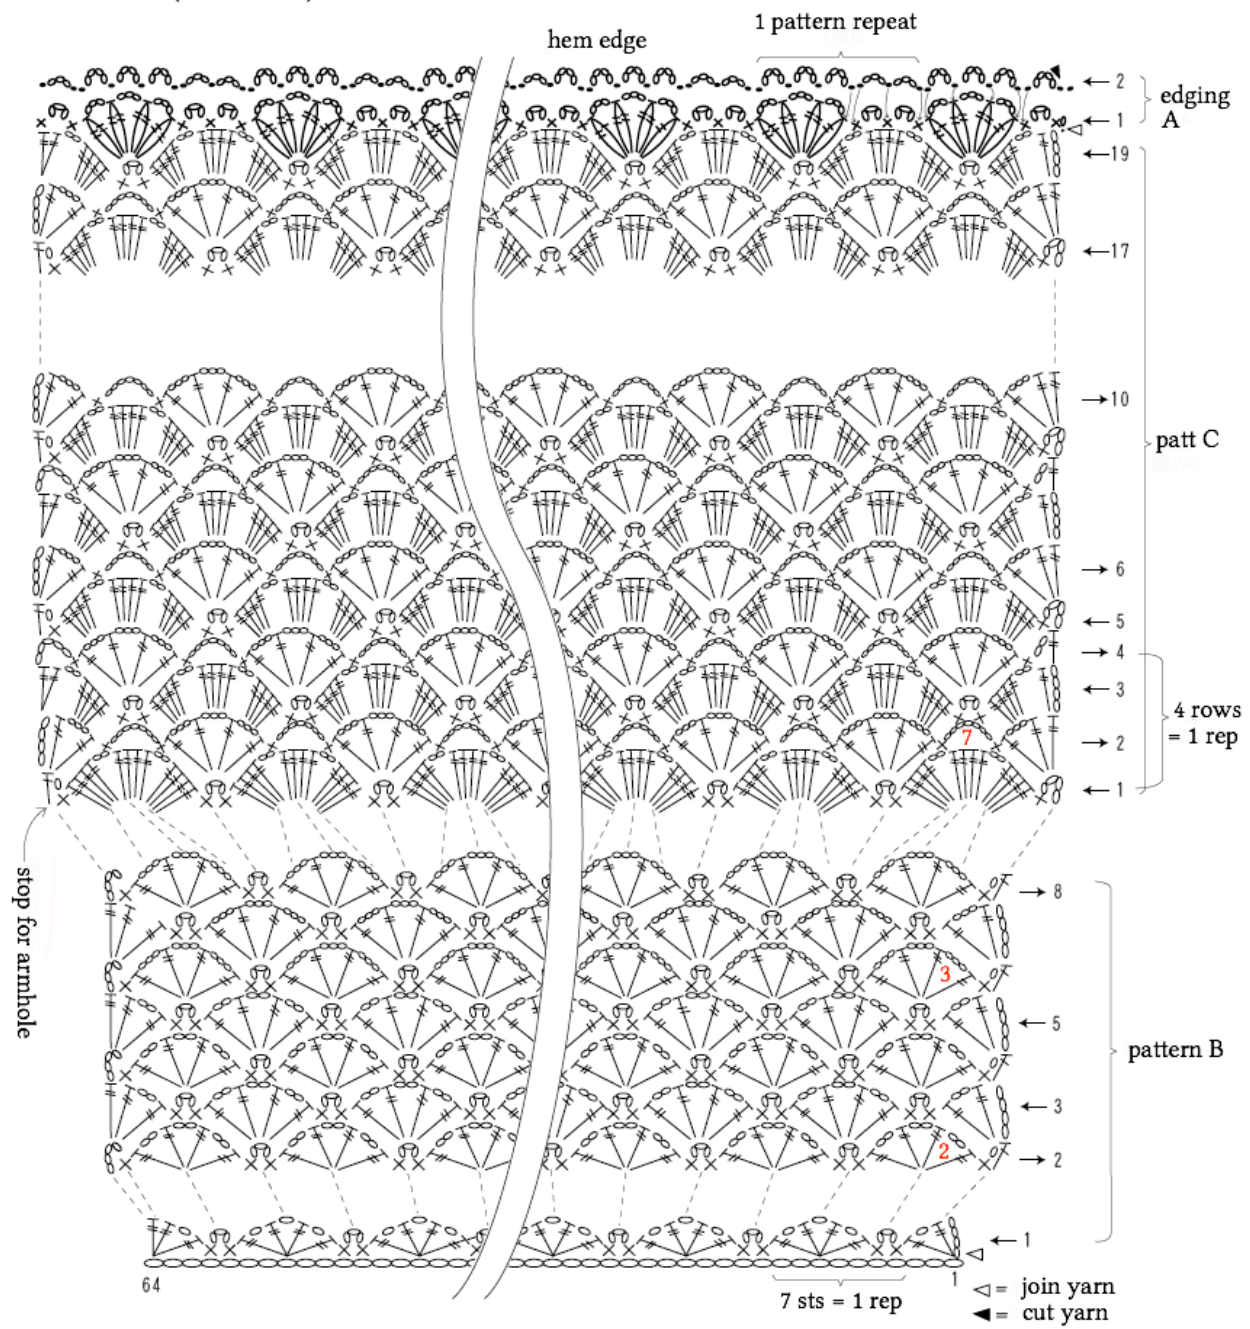 1 pattern repeat
hem edge
2
edging
A
1
19
17
10
patt C
6
5
4
3
4 rows
= 1 rep
7
2
1
stop for armhole
8
3
5
pattern B
3
2
2
1
64
1
7 sts = 1 rep
= join yarn
= cut yarn